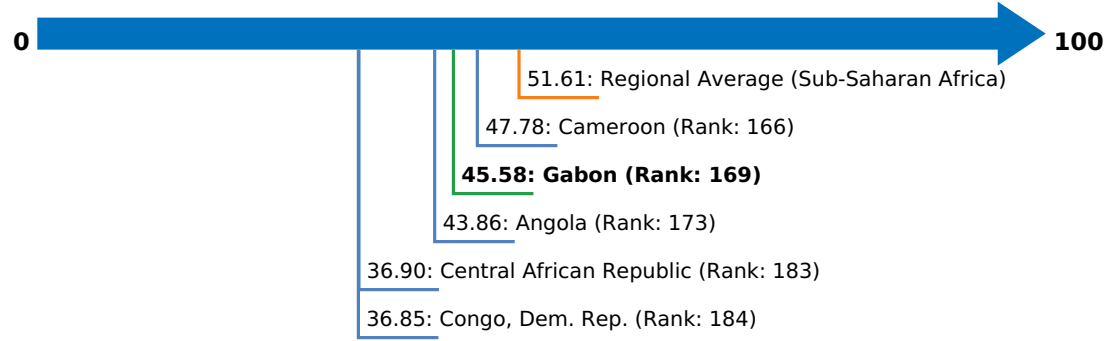 0
100
51.61: Regional Average (Sub-Saharan Africa)
47.78: Cameroon (Rank: 166)
45.58: Gabon (Rank: 169)
43.86: Angola (Rank: 173)
36.90: Central African Republic (Rank: 183)
36.85: Congo, Dem. Rep. (Rank: 184)